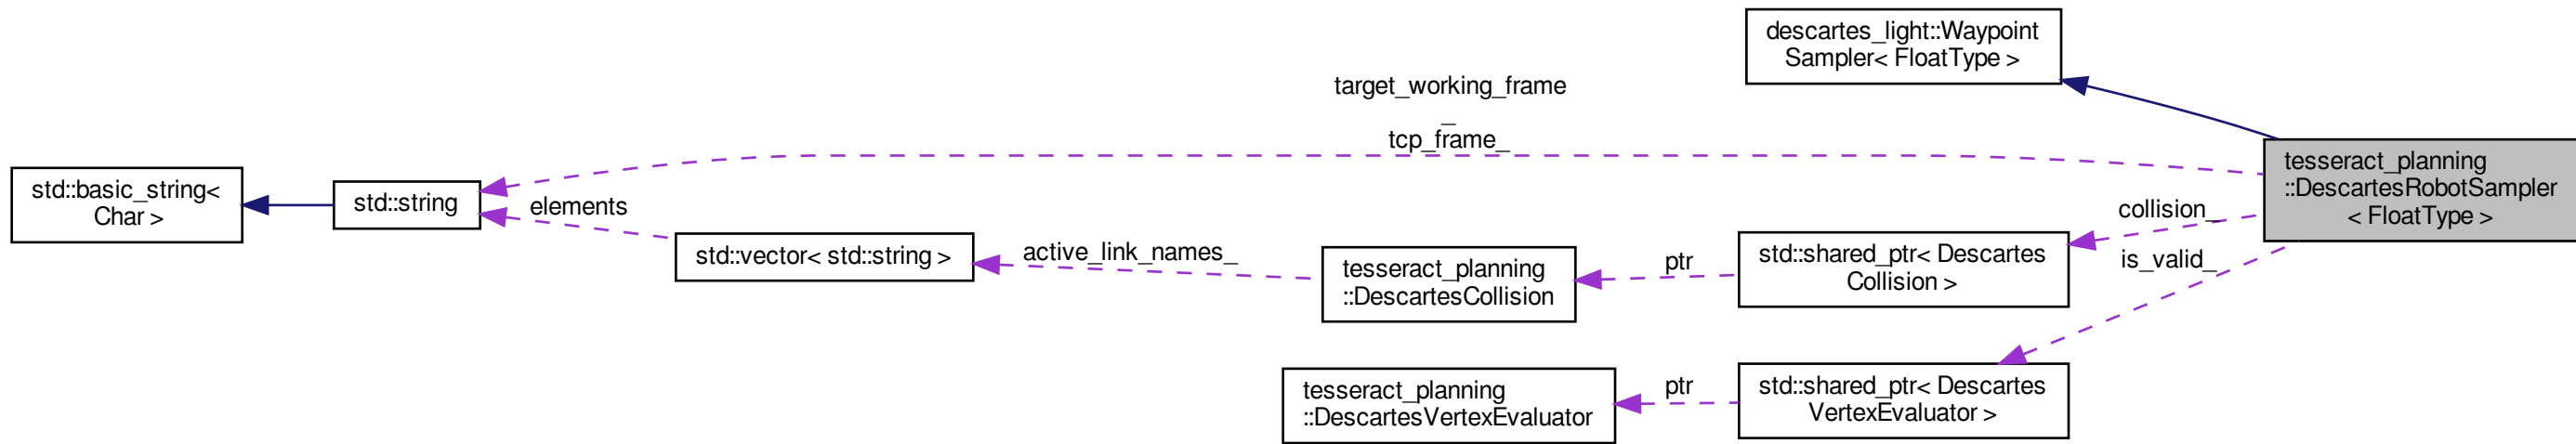 descartes_light::Waypoint
Sampler< FloatType >
target_working_frame
_
tcp_frame_
tesseract_planning
::DescartesRobotSampler
< FloatType >
std::basic_string<
Char >
std::string
elements
collision_
std::vector< std::string >
active_link_names_
tesseract_planning
::DescartesCollision
ptr
std::shared_ptr< Descartes
Collision >
is_valid_
tesseract_planning
::DescartesVertexEvaluator
ptr
std::shared_ptr< Descartes
VertexEvaluator >